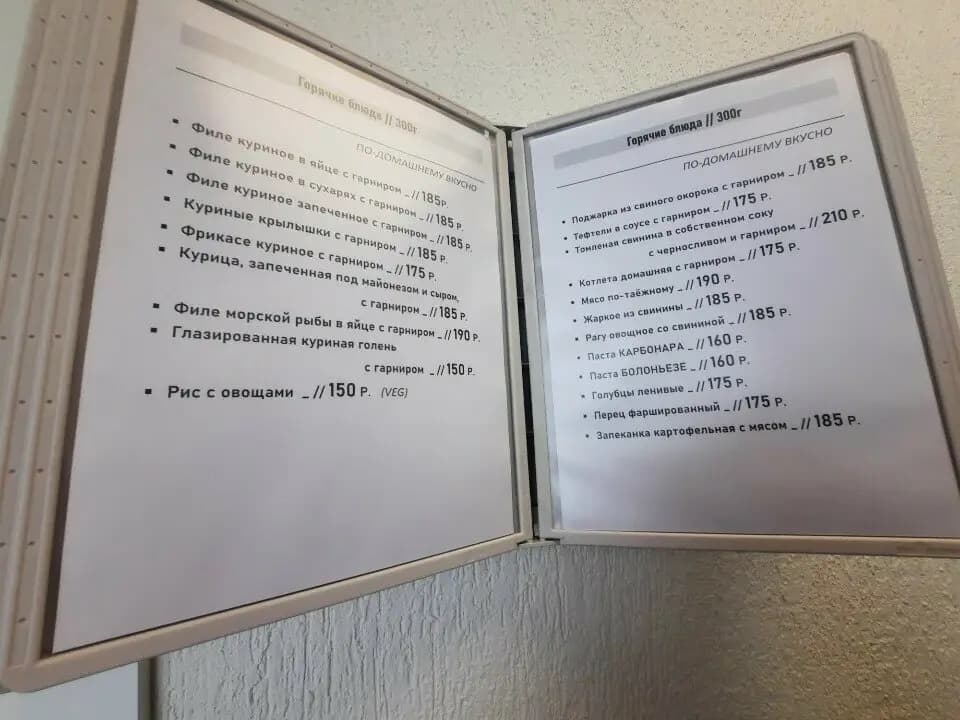 Горячие блюда // 300г
ПО-ДОМАШНЕМУ ВКУСНО
▪ Филе куриное в яйце с гарниром _ // 185Р.
▪ Филе куриное в сухарях с гарниром _ // 185 Р.
▪ Филе куриное запеченное с гарниром _ // 185 Р.
▪ Куриные крылышки с гарниром _ // 185 Р.
▪ Фрикасе куриное с гарниром _ // 175 Р.
▪ Курица, запеченная под майонезом и сыром,
с гарниром _ // 185 Р.
▪ Филе морской рыбы в яйце с гарниром _ // 190 Р.
▪ Глазированная куриная голень
с гарниром _ // 150 Р.
▪ Рис с овощами _ // 150 Р. (VEG)
Горячие блюда // 300г
ПО-ДОМАШНЕМУ ВКУСНО
• Поджарка из свиного окорока с гарниром _ // 185 Р.
• Тефтели в соусе с гарниром _ // 175 Р.
• Томленая свинина в собственном соку
с черносливом и гарниром _ // 210 Р.
• Котлета домашняя с гарниром _ // 175 Р.
• Мясо по-таёжному _ // 190 Р.
• Жаркое из свинины _ // 185 Р.
• Рагу овощное со свининой _ // 185 Р.
• Паста КАРБОНАРА _ // 160 Р.
• Паста БОЛОНЬЕЗЕ _ // 160 Р.
• Голубцы ленивые _ // 175 Р.
• Перец фаршированный _ // 175 Р.
• Запеканка картофельная с мясом _ // 185 Р.